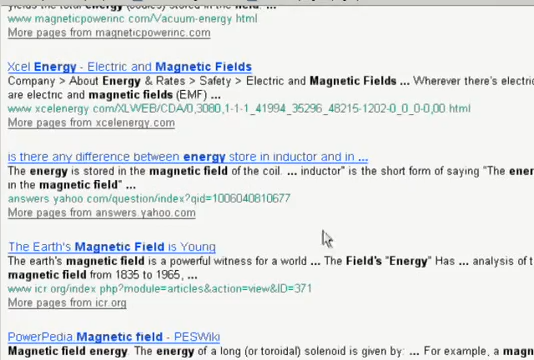 yields the total energy (joules) stored in the field. ...
www magneticpowerinc com/Vacuum-energy html
More pages from magneticpowerinc.com
Xcel Energy - Electric and Magnetic Fields
Company > About Energy & Rates > Safety > Electric and Magnetic Fields ... Wherever there's electri
are electric and magnetic fields (EMF) ...
www xcelenergy com/XLWEB/CDA/0,3080,1-1-1_41994_35296_48215-1202-0_0_0-0,00 html
More pages from xcelenergy.com
is there any difference between energy store in inductor and in ...
The energy is stored in the magnetic field of the coil. ... inductor" is the short form of saying "The ener
in the magnetic field" ...
answers yahoo com/question/index?qid=1006040810677
More pages from answers.yahoo.com
The Earth's Magnetic Field is Young
The earth's magnetic field is a powerful witness for a world ... The Field's "Energy" Has ... analysis of t
magnetic field from 1835 to 1965, ...
www icr org/index php?module=articles&action=view&ID=371
More pages from icr.org
PowerPedia Magnetic field - PESWiki
Magnetic field energy. The energy of a long (or toroidal) solenoid is given by: ... For example, a magn